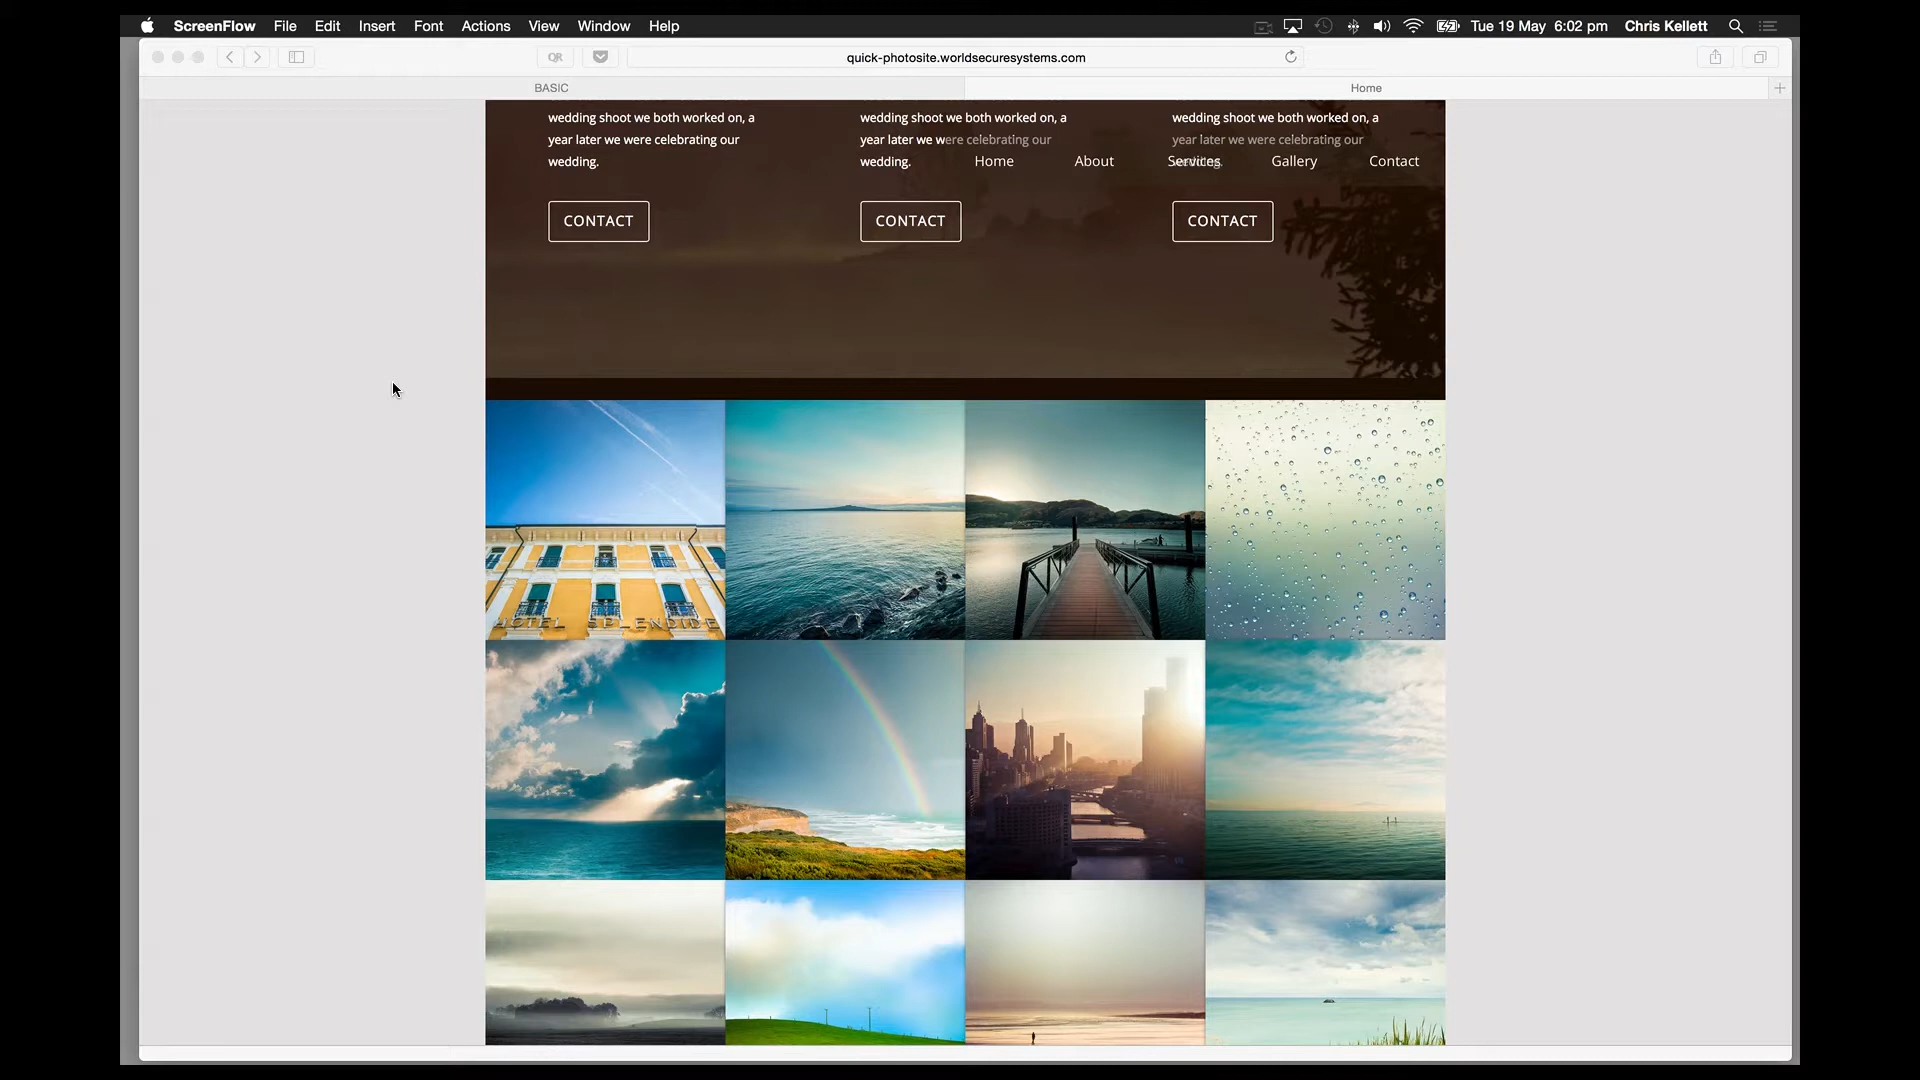 ScreenFlow File Edit Insert Font Actions View Window Help Tue 19 May 6:02 pm Chris Kellett
QR quick-photosite.worldsecuresystems.com
BASIC Home
wedding shoot we both worked on, a
year later we were celebrating our
wedding.
wedding shoot we both worked on, a
year later we were celebrating our
wedding.
wedding shoot we both worked on, a
year later we were celebrating our
Home About Gallery Contact
CONTACT CONTACT CONTACT
HOTEL SPLENDIDE